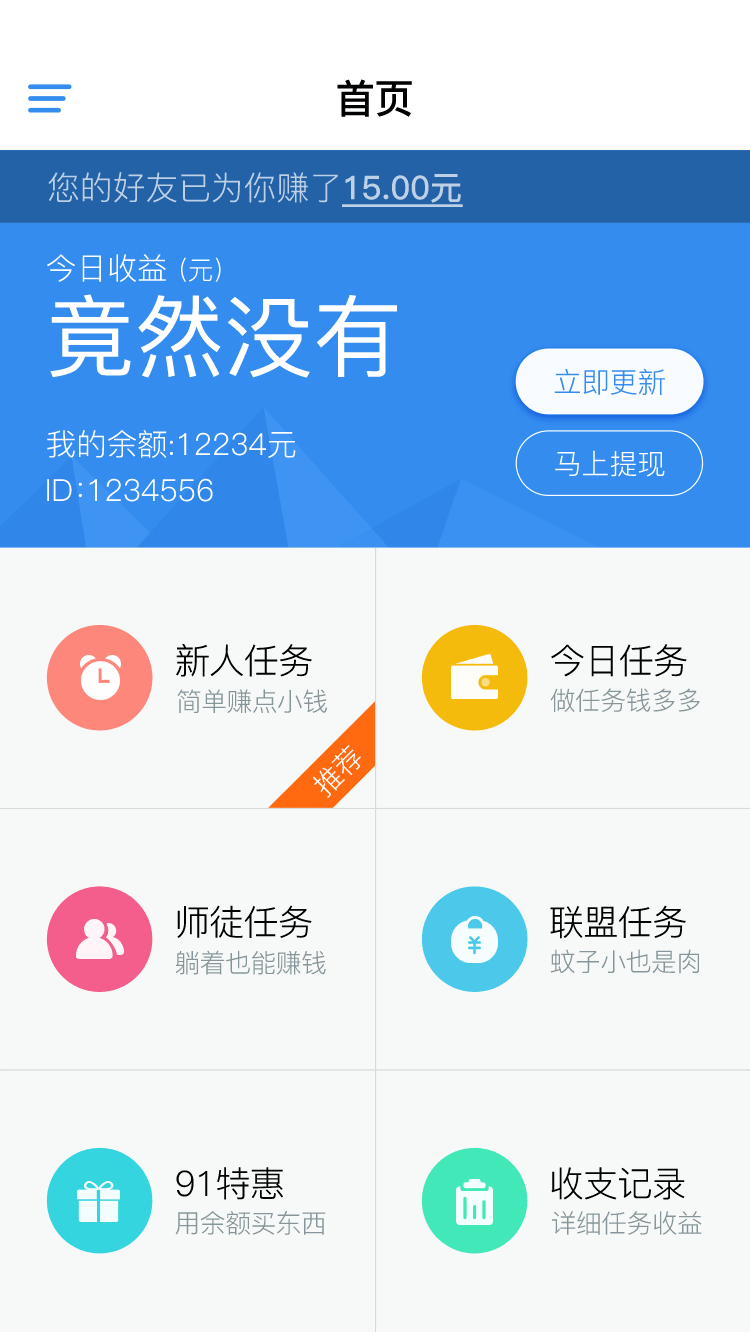 首页
您的好友已为你赚了15.00元
今日收益 (元)
竟然没有
立即更新
我的余额:12234元
马上提现
ID:1234556
新人任务
简单赚点小钱
推荐
今日任务
做任务钱多多
师徒任务
躺着也能赚钱
联盟任务
蚊子小也是肉
¥
91特惠
用余额买东西
收支记录
详细任务收益